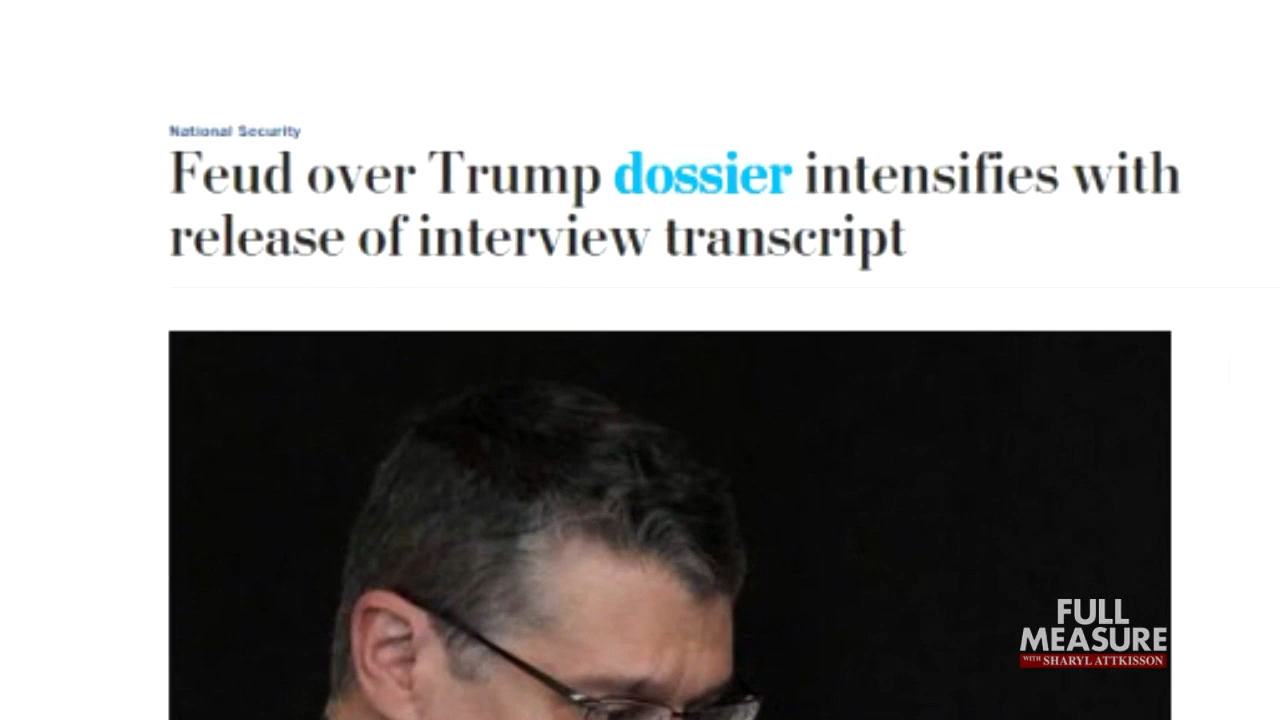 National Security
Feud over Trump dossier intensifies with
release of interview transcript
FULL
MEASURE
WITH SHARYL ATTKISSON